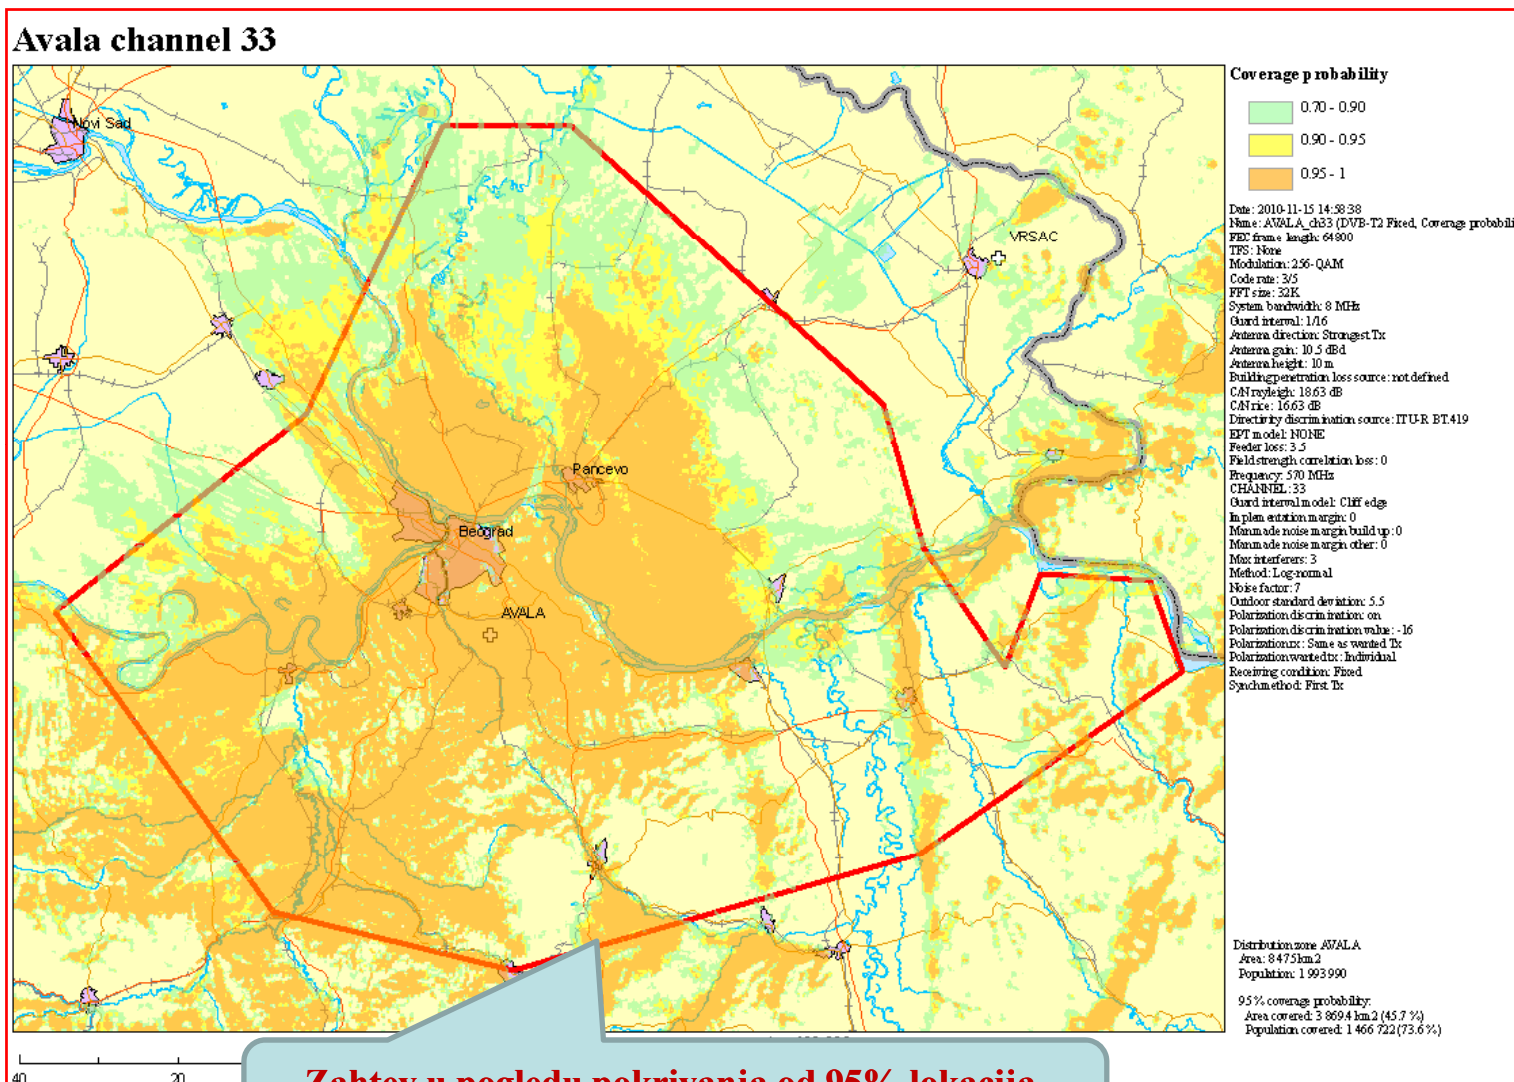 Avala channel 33
Novi Sad
VRSAC
Pancevo
Beograd
AVALA
Coverage probability
0.70 - 0.90
0.90 - 0.95
0.95 - 1
Date: 2010-11-15 14:58:38
Name: AVALA_ch33 (DVB-T2 Fixed, Coverage probabili
FEC frame length: 64800
TFS: None
Modulation: 256-QAM
Code rate: 3/5
FFT size: 32K
System bandwidth: 8 MHz
Guard interval: 1/16
Antenna direction: Strongest Tx
Antenna gain: 10.5 dBd
Antenna height: 10 m
Building penetration loss source: not defined
C/N rayleigh: 18.63 dB
C/N rice: 16.63 dB
Directivity discrimination source: ITU-R BT.419
EPT model: NONE
Feeder loss: 3.5
Field strength correlation loss: 0
Frequency: 570 MHz
CHANNEL: 33
Guard interval model: Cliff edge
Implementation margin: 0
Manmade noise margin build up: 0
Manmade noise margin other: 0
Max interferers: 3
Method: Log-normal
Noise factor: 7
Outdoor standard deviation: 5.5
Polarization discrimination: on
Polarization discrimination value: -16
Polarization rx: Same as wanted Tx
Polarization wanted tx: Individual
Receiving condition: Fixed
Synch method: First Tx
Distribution zone AVALA
Area: 8475 km2
Population: 1 993 990
95 % coverage probability:
Area covered: 3 869.4 km2 (45.7 %)
Population covered: 1 466 722 (73.6 %)
40 20
Zahtev u pogledu pokrivanja od 95% lokacija